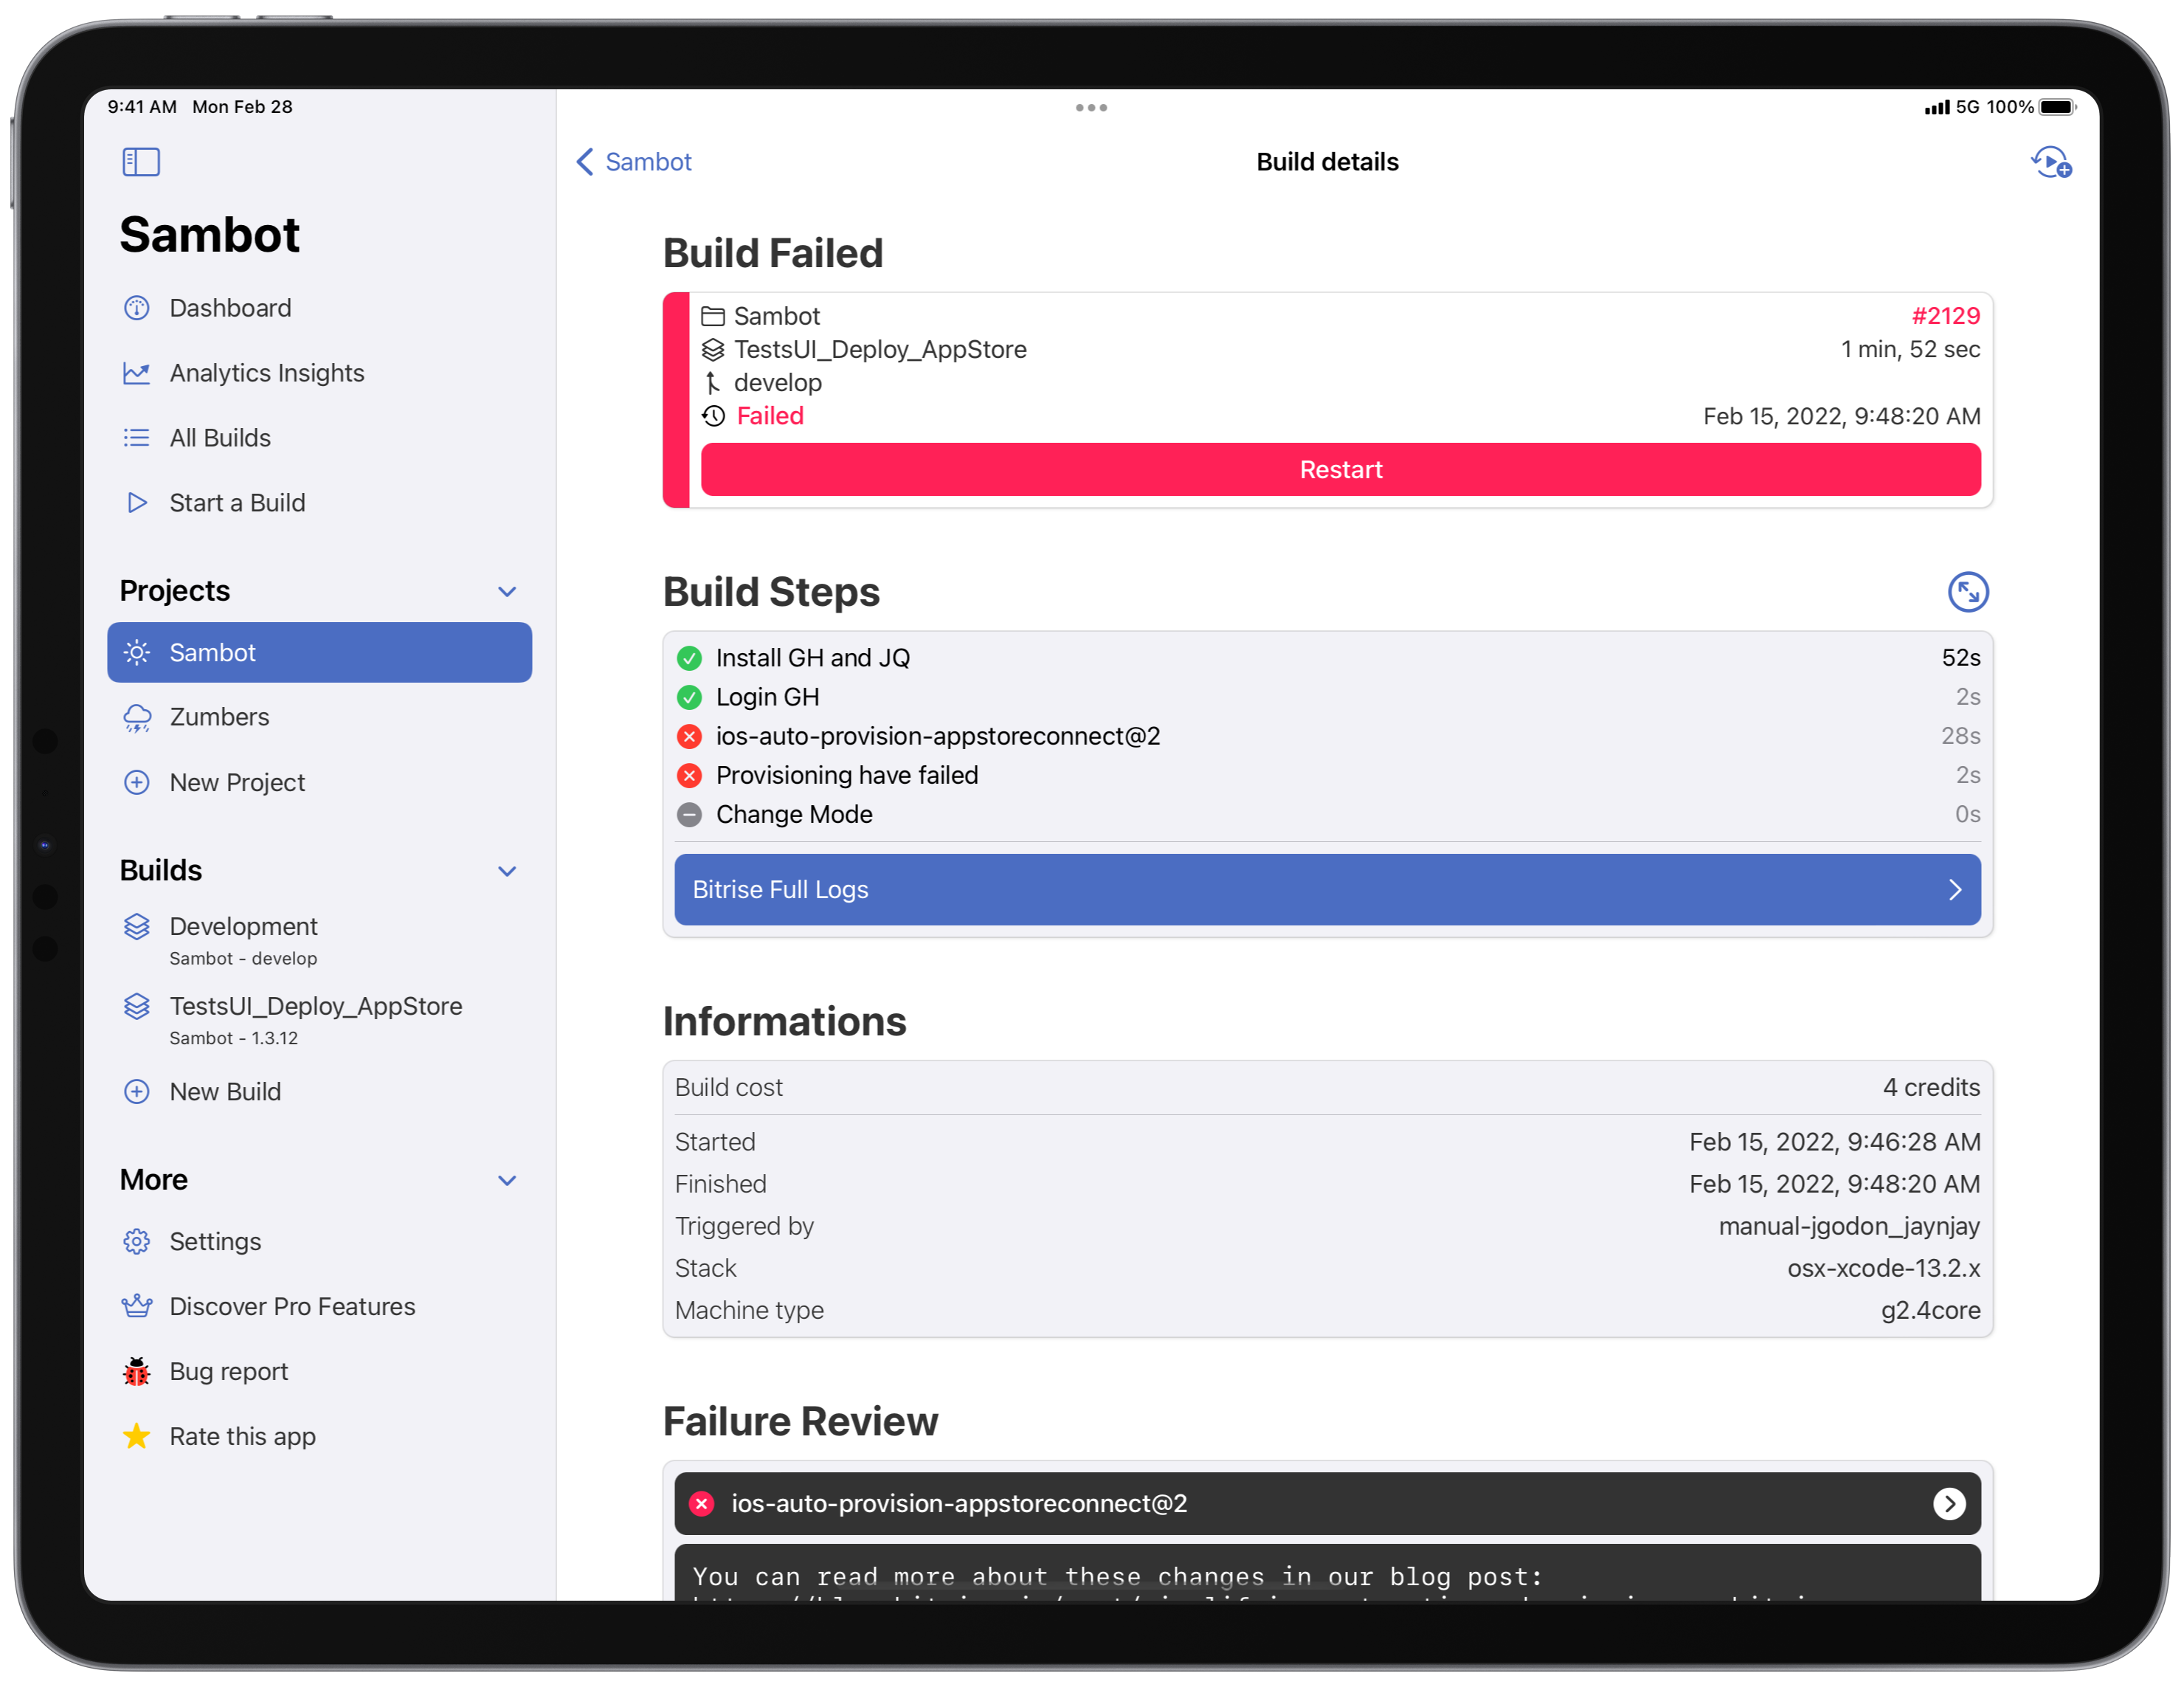 9:41 AM Mon Feb 28
5G 100%
Sambot
Dashboard
Analytics Insights
All Builds
Start a Build
Projects
Sambot
Zumbers
New Project
Builds
Development
Sambot - develop
TestsUI_Deploy_AppStore
Sambot - 1.3.12
New Build
More
Settings
Discover Pro Features
Bug report
Rate this app
Sambot
Build details
Build Failed
Sambot #2129
TestsUI_Deploy_AppStore 1 min, 52 sec
develop
Failed Feb 15, 2022, 9:48:20 AM
Restart
Build Steps
Install GH and JQ 52s
Login GH 2s
ios-auto-provision-appstoreconnect@2 28s
Provisioning have failed 2s
Change Mode 0s
Bitrise Full Logs
Informations
Build cost 4 credits
Started Feb 15, 2022, 9:46:28 AM
Finished Feb 15, 2022, 9:48:20 AM
Triggered by manual-jgodon_jaynjay
Stack osx-xcode-13.2.x
Machine type g2.4core
Failure Review
ios-auto-provision-appstoreconnect@2
You can read more about these changes in our blog post: